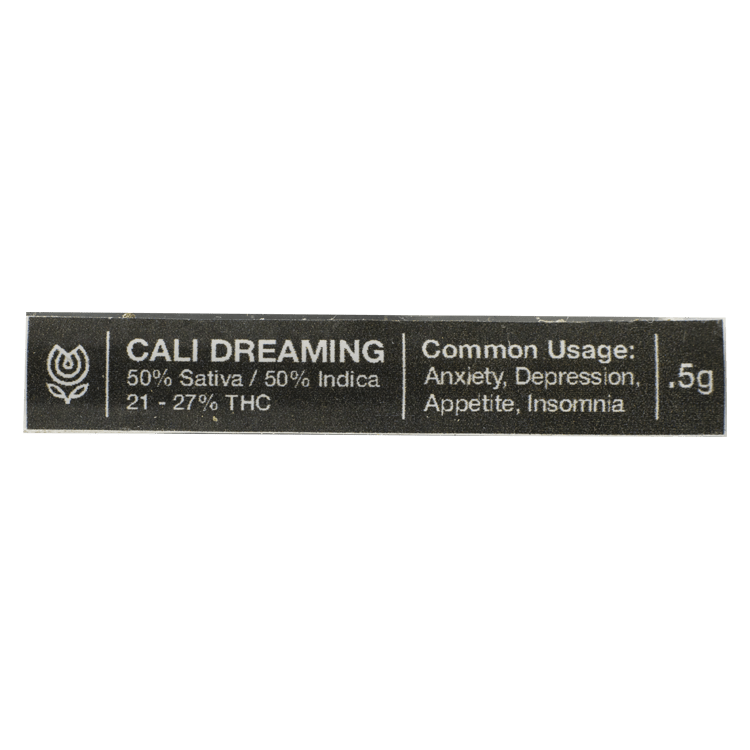 CALI DREAMING
50% Sativa / 50% Indica
21 - 27% THC
Common Usage:
Anxiety, Depression,
Appetite, Insomnia
.5g